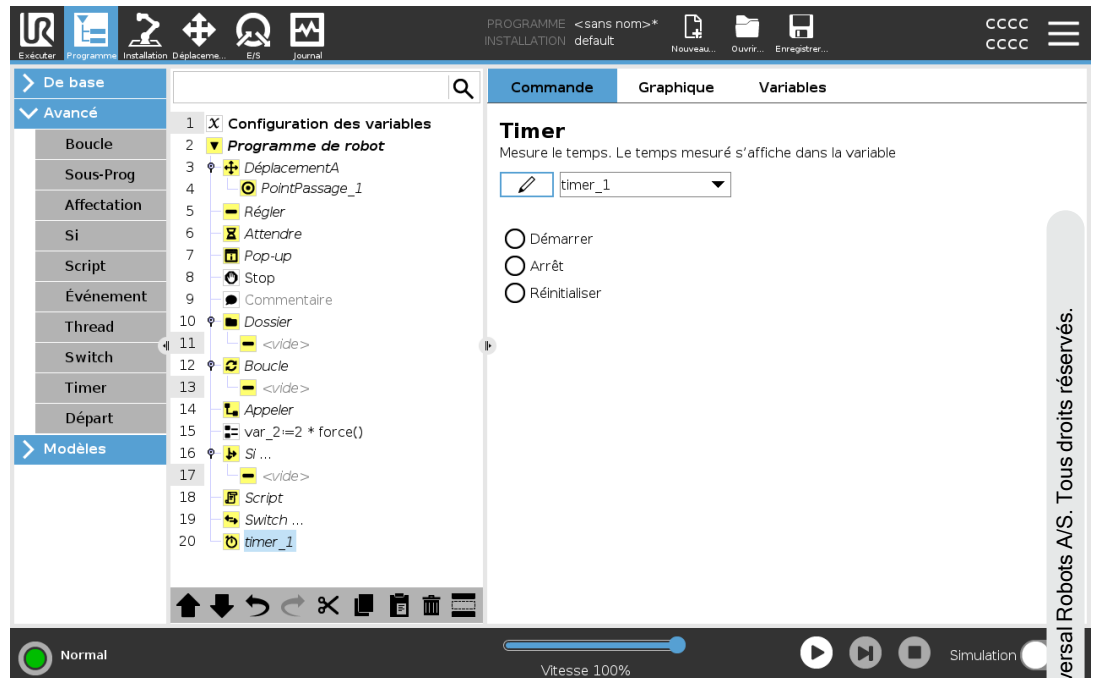 UR
PROGRAMME <sans nom>*
INSTALLATION default
CCCC
CCCC
Exécuter Programme Installation Déplaceme... E/S Journal Nouveau... Ouvrir... Enregistrer...
De base
Avancé
Boucle
Sous-Prog
Affectation
Si
Script
Événement
Thread
Switch
Timer
Départ
Modèles
1 X Configuration des variables
2 Programme de robot
3 DéplacementA
4 PointPassage_1
5 Régler
6 Attendre
7 Pop-up
8 Stop
9 Commentaire
10 Dossier
11 <vide>
12 Boucle
13 <vide>
14 Appeler
15 var_2:=2 * force()
16 Si ...
17 <vide>
18 Script
19 Switch ...
20 timer_1
Commande Graphique Variables
Timer
Mesure le temps. Le temps mesuré s'affiche dans la variable
timer_1
Démarrer
Arrêt
Réinitialiser
Robots A/S. Tous droits réservés.
Normal
Vitesse 100%
Simulation